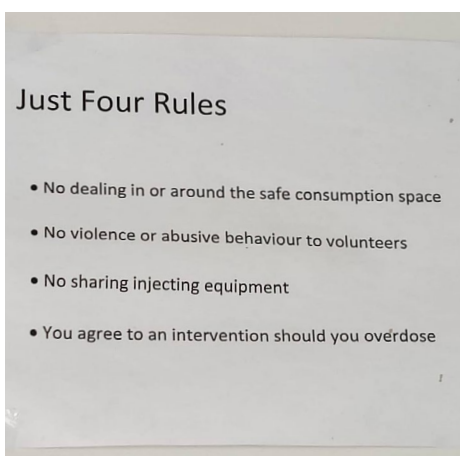 Just Four Rules
• No dealing in or around the safe consumption space
• No violence or abusive behaviour to volunteers
• No sharing injecting equipment
• You agree to an intervention should you overdose